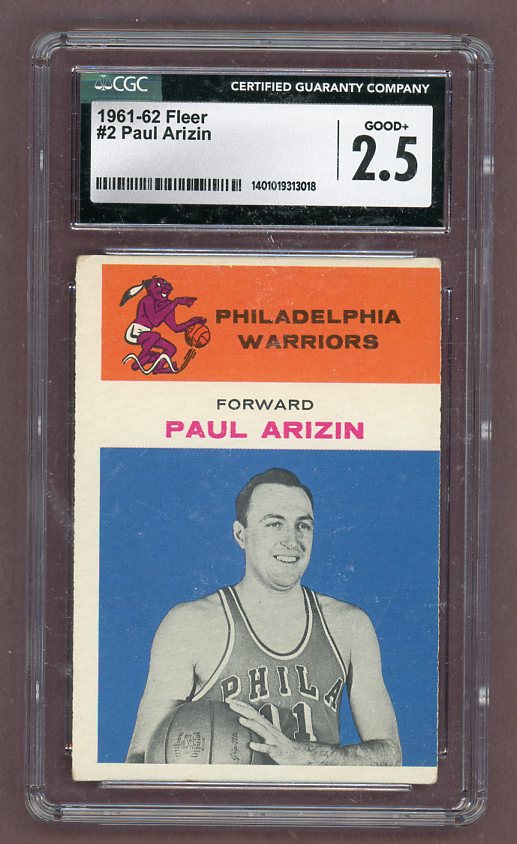 CGC
CERTIFIED GUARANTY COMPANY
1961-62 Fleer
#2 Paul Arizin
GOOD+
2.5
1401019313018
PHILADELPHIA
WARRIORS
FORWARD
PAUL ARIZIN
PHILA
11